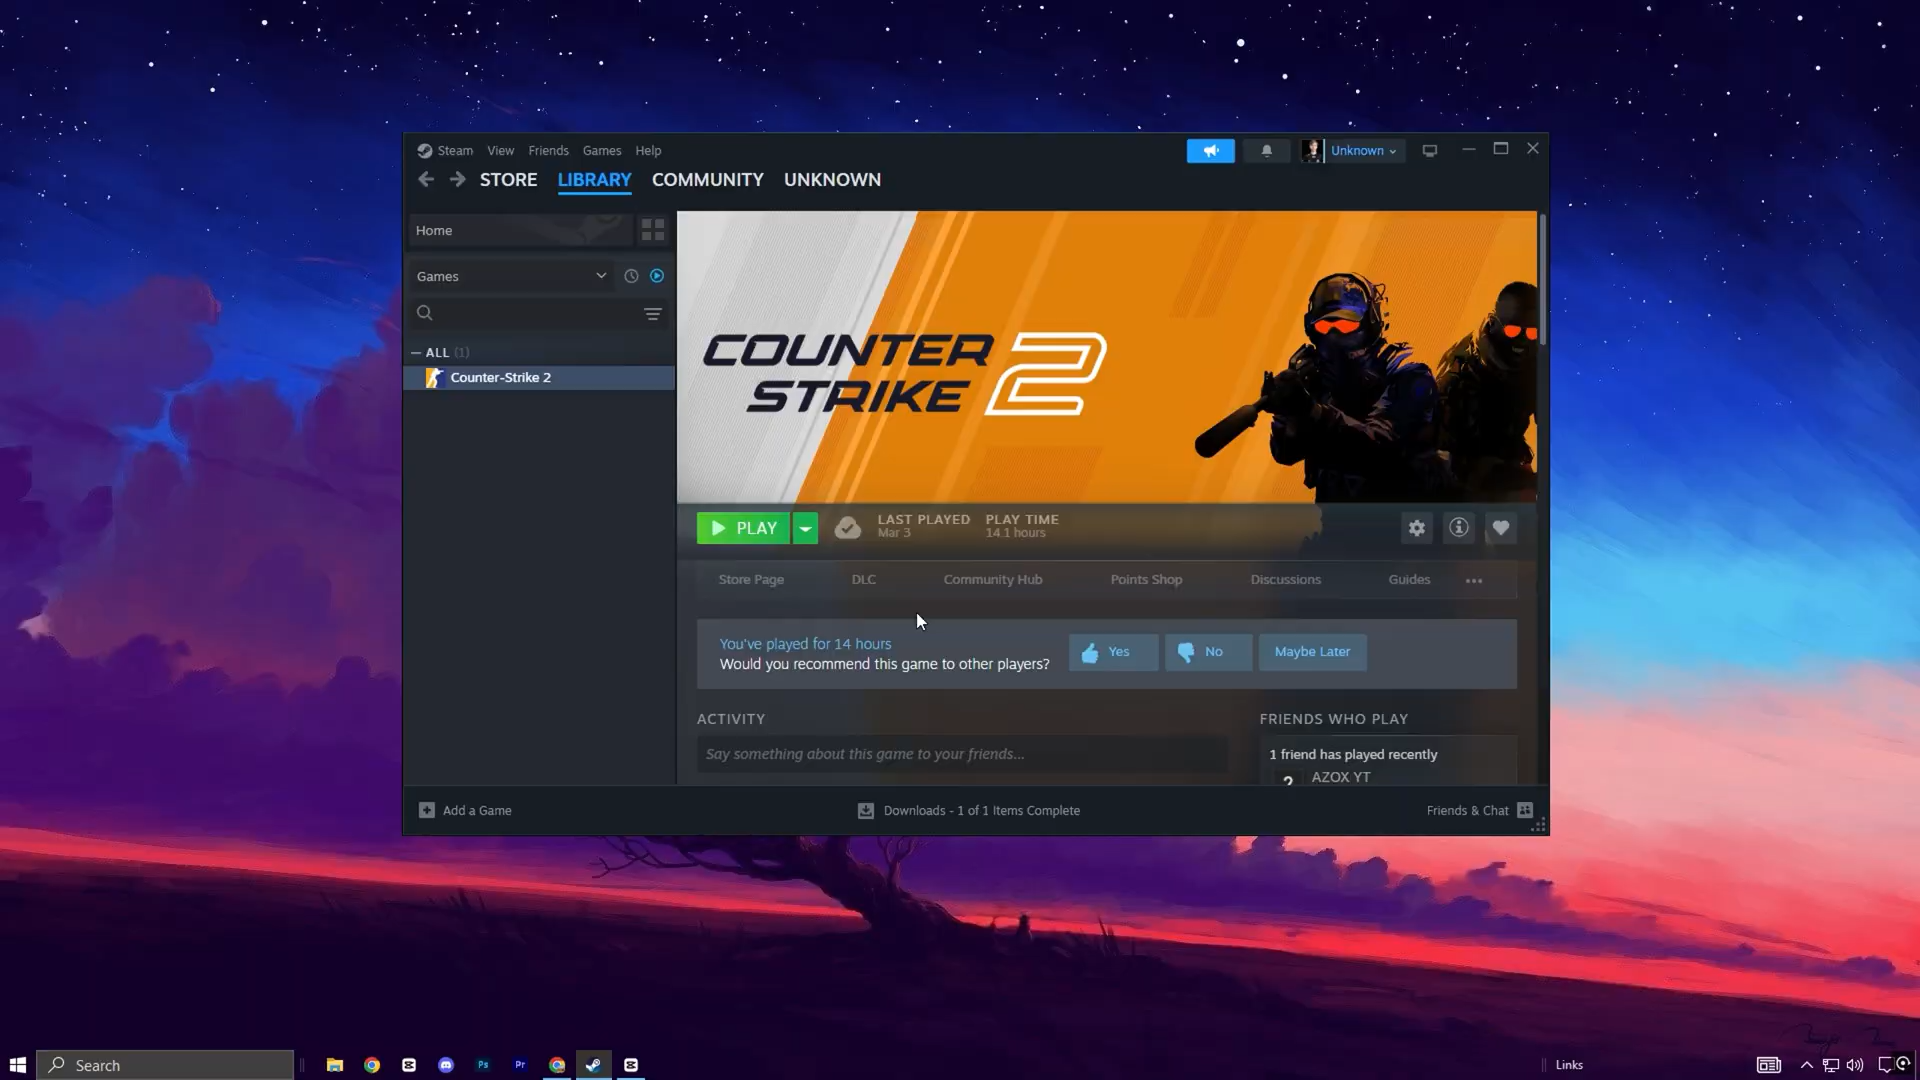 Steam View Friends Games Help
Unknown
STORE LIBRARY COMMUNITY UNKNOWN
Home
Games
ALL (1)
Counter-Strike 2
COUNTER
STRIKE 2
PLAY
LAST PLAYED
Mar 3
PLAY TIME
14.1 hours
Store Page DLC Community Hub Points Shop Discussions Guides
You've played for 14 hours
Would you recommend this game to other players?
Yes No Maybe Later
ACTIVITY
Say something about this game to your friends...
FRIENDS WHO PLAY
1 friend has played recently
?
AZOX YT
Add a Game
Downloads - 1 of 1 Items Complete
Friends & Chat
Search
Ps
Pr
Links